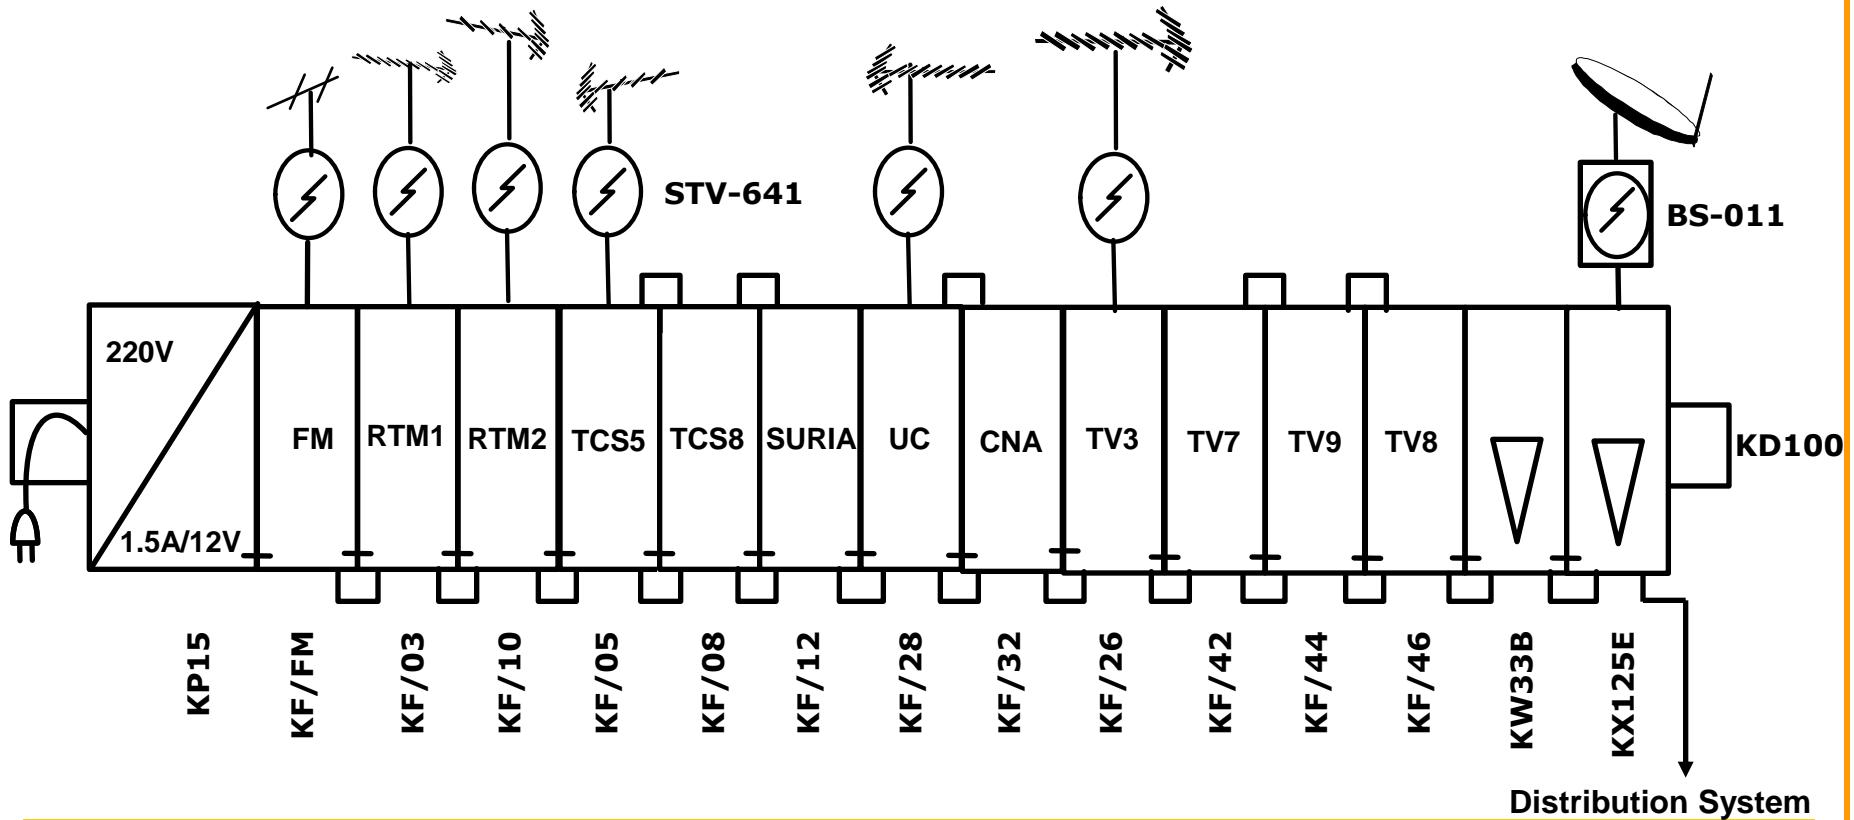 STV-641
BS-011
220V
1.5A/12V
FM
RTM1
RTM2
TCS5
TCS8
SURIA
UC
CNA
TV3
TV7
TV9
TV8
KD100
KP15
KF/FM
KF/03
KF/10
KF/05
KF/08
KF/12
KF/28
KF/32
KF/26
KF/42
KF/44
KF/46
KW33B
KX125E
Distribution System